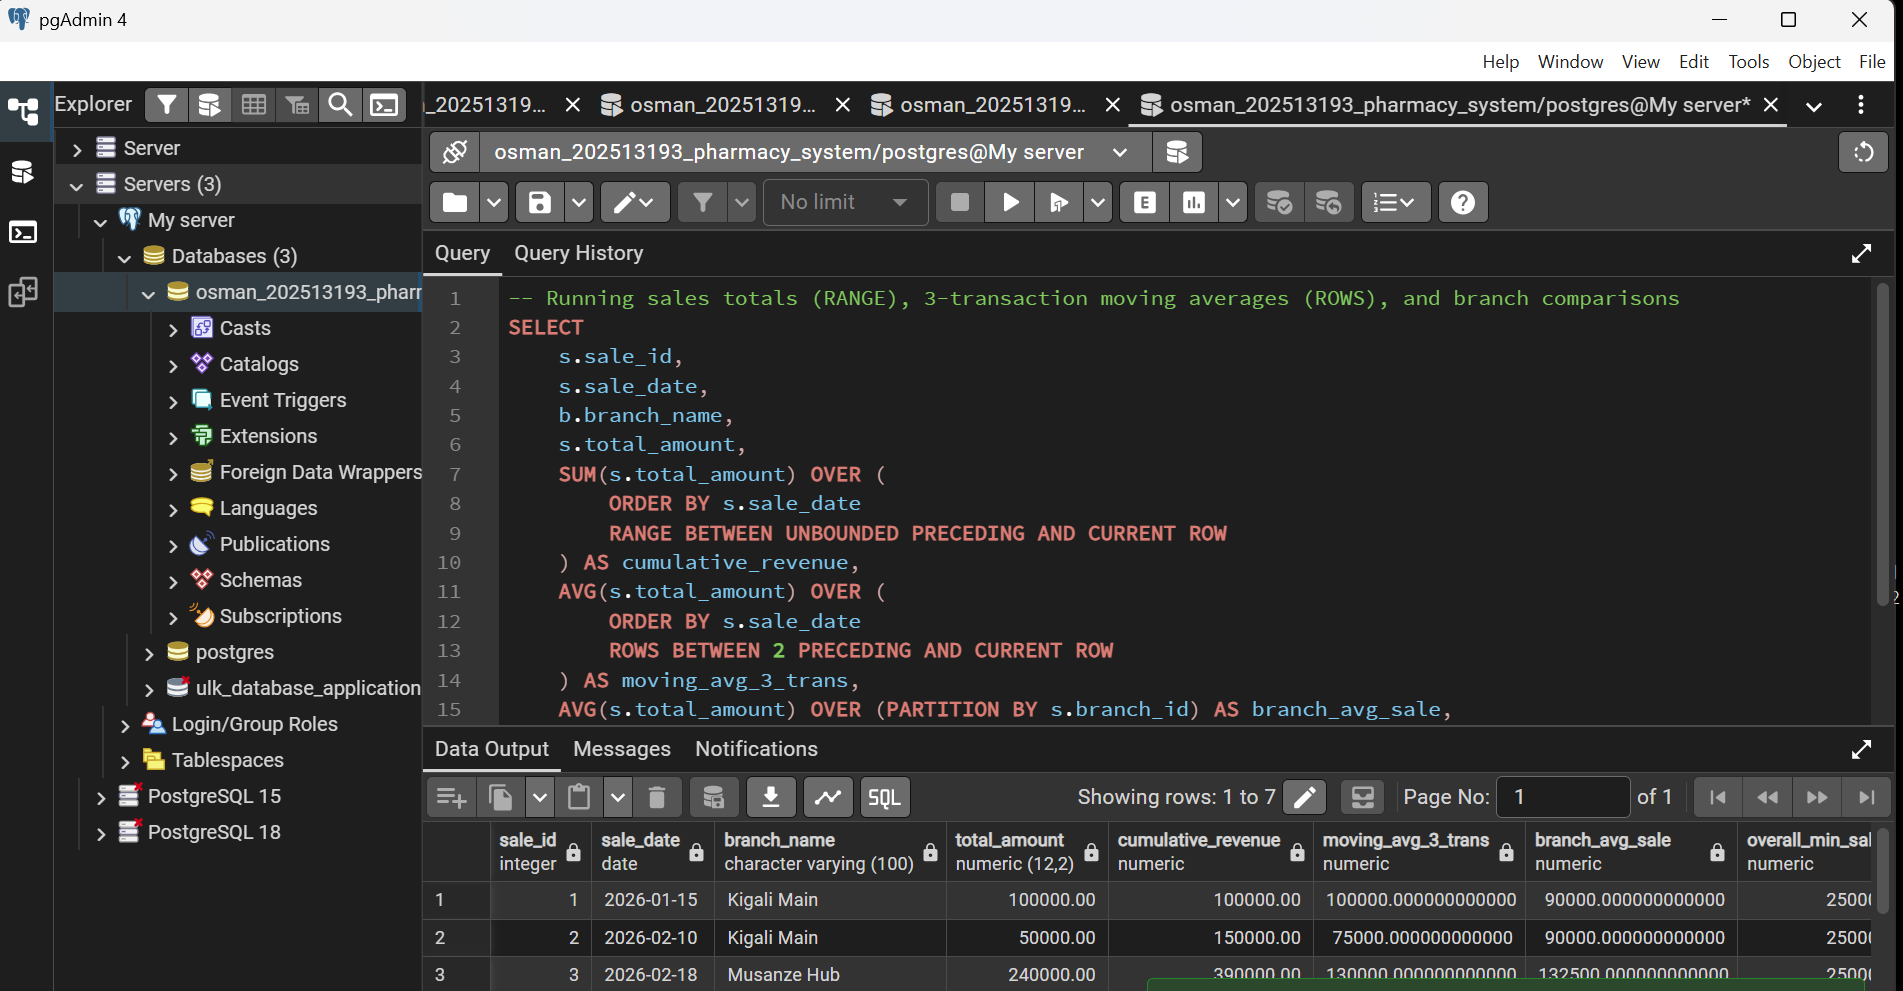 pgAdmin 4
Help Window View Edit Tools Object File
Explorer
_20251319...
osman_20251319...
osman_20251319...
osman_202513193_pharmacy_system/postgres@My server*
Server
Servers (3)
My server
Databases (3)
osman_202513193_phar
Casts
Catalogs
Event Triggers
Extensions
Foreign Data Wrappers
Languages
Publications
Schemas
Subscriptions
postgres
ulk_database_application
Login/Group Roles
Tablespaces
PostgreSQL 15
PostgreSQL 18
osman_202513193_pharmacy_system/postgres@My server
No limit
E
Query Query History
1 -- Running sales totals (RANGE), 3-transaction moving averages (ROWS), and branch comparisons
2 SELECT
3 s.sale_id,
4 s.sale_date,
5 b.branch_name,
6 s.total_amount,
7 SUM(s.total_amount) OVER (
8 ORDER BY s.sale_date
9 RANGE BETWEEN UNBOUNDED PRECEDING AND CURRENT ROW
10 ) AS cumulative_revenue,
11 AVG(s.total_amount) OVER (
12 ORDER BY s.sale_date
13 ROWS BETWEEN 2 PRECEDING AND CURRENT ROW
14 ) AS moving_avg_3_trans,
15 AVG(s.total_amount) OVER (PARTITION BY s.branch_id) AS branch_avg_sale,
Data Output Messages Notifications
SQL
Showing rows: 1 to 7
Page No: 1 of 1
sale_id sale_date branch_name total_amount cumulative_revenue moving_avg_3_trans branch_avg_sale overall_min_sal
integer date character varying (100) numeric (12,2) numeric numeric numeric numeric
1 1 2026-01-15 Kigali Main 100000.00 100000.00 100000.000000000000 90000.000000000000 2500
2 2 2026-02-10 Kigali Main 50000.00 150000.00 75000.000000000000 90000.000000000000 2500
3 3 2026-02-18 Musanze Hub 240000.00 390000.00 130000.000000000000 132500.000000000000 2500